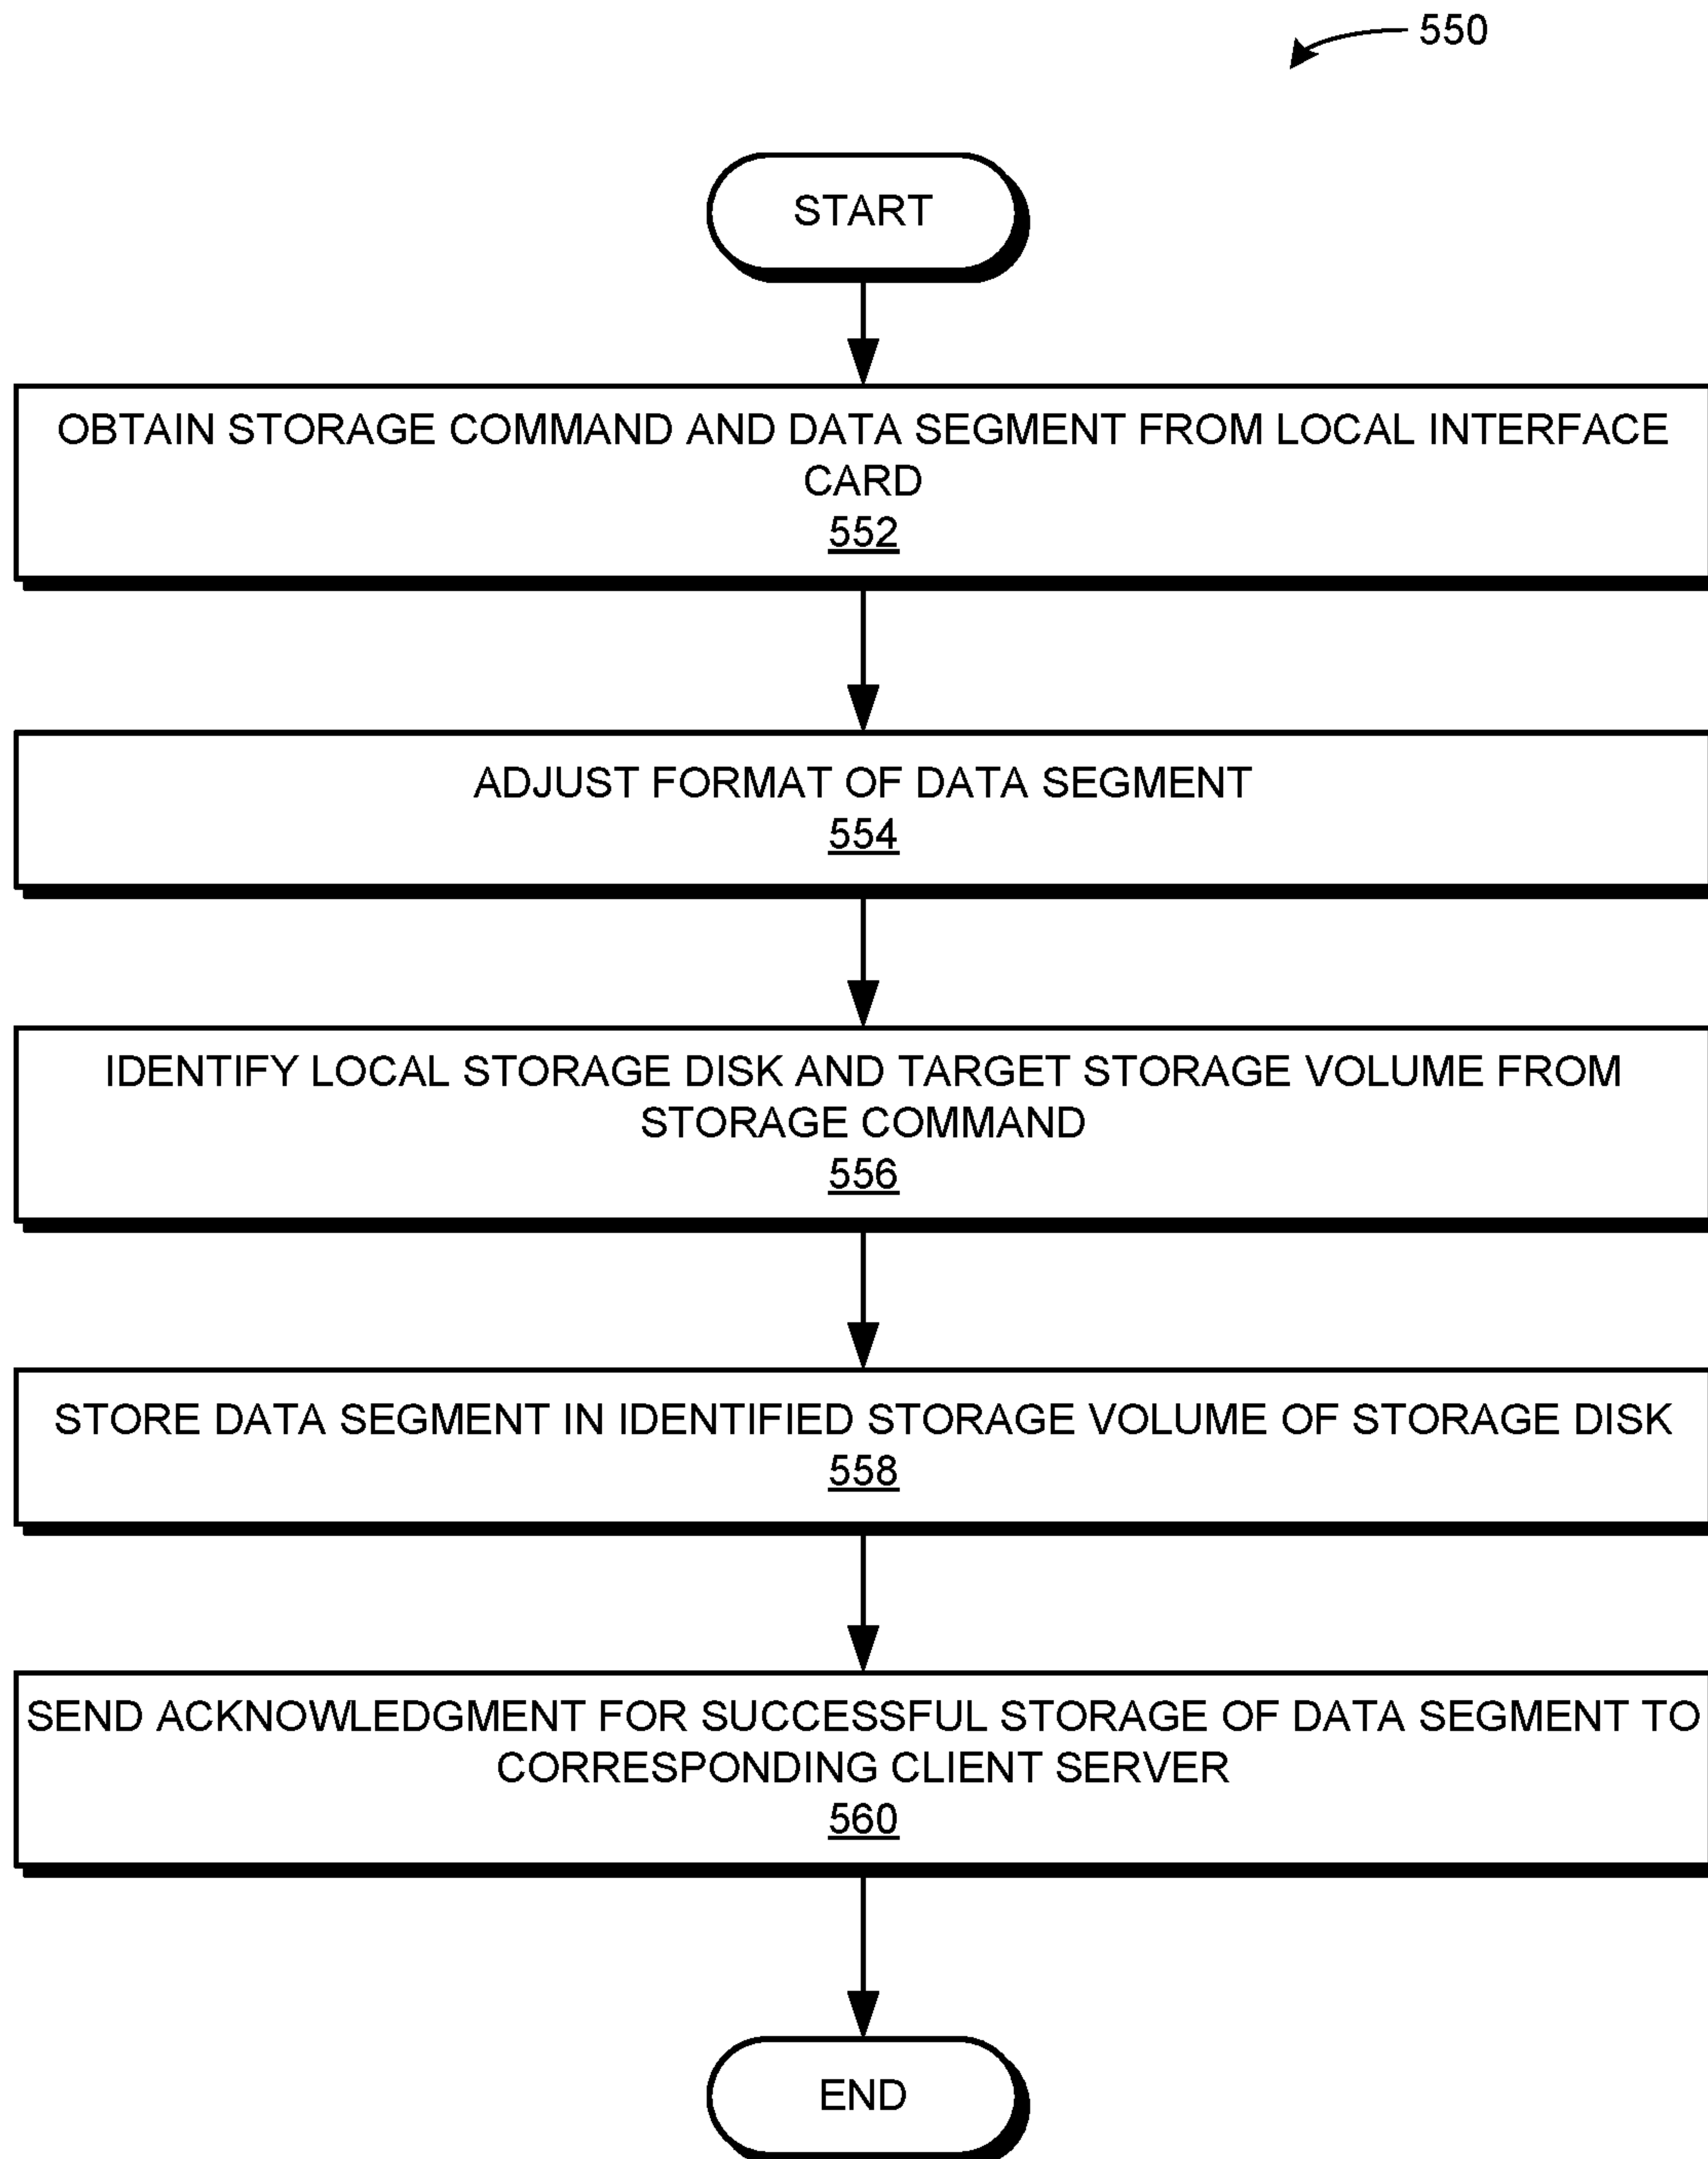 550
START
OBTAIN STORAGE COMMAND AND DATA SEGMENT FROM LOCAL INTERFACE
CARD
552
ADJUST FORMAT OF DATA SEGMENT
554
IDENTIFY LOCAL STORAGE DISK AND TARGET STORAGE VOLUME FROM
STORAGE COMMAND
556
STORE DATA SEGMENT IN IDENTIFIED STORAGE VOLUME OF STORAGE DISK
558
SEND ACKNOWLEDGMENT FOR SUCCESSFUL STORAGE OF DATA SEGMENT TO
CORRESPONDING CLIENT SERVER
560
END